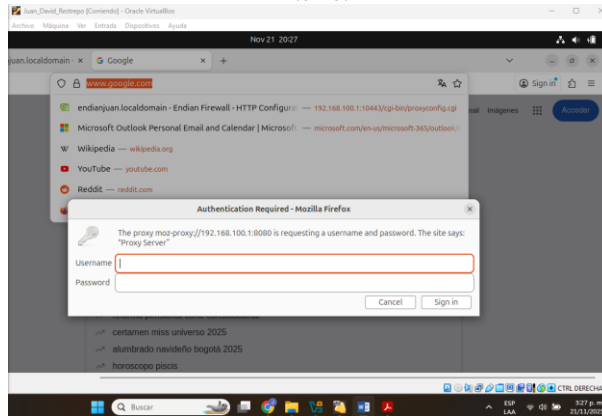 Juan_David_Restrepo [Corriendo] - Oracle VirtualBox
Archivo Máquina Ver Entrada Dispositivos Ayuda
Nov 21 20:27
juan.localdomain - × G Google × +
www.google.com Sign in
endianjuan.localdomain - Endian Firewall - HTTP Configur — 192.168.100.1:10443/cgi-bin/proxyconfig.cgi
Imágenes Acceder
Microsoft Outlook Personal Email and Calendar | Microsoft — microsoft.com/en-us/microsoft-365/outlook
Wikipedia — wikipedia.org
YouTube — youtube.com
Reddit — reddit.com
Authentication Required - Mozilla Firefox
The proxy moz-proxy://192.168.100.1:8080 is requesting a username and password. The site says:
"Proxy Server"
Username
Password
Cancel Sign in
certamen miss universo 2025
alumbrado navideño bogotá 2025
horoscopo piscis
CTRL DERECHA
Buscar
ESP
LAA
3:27 p. m.
21/11/2025